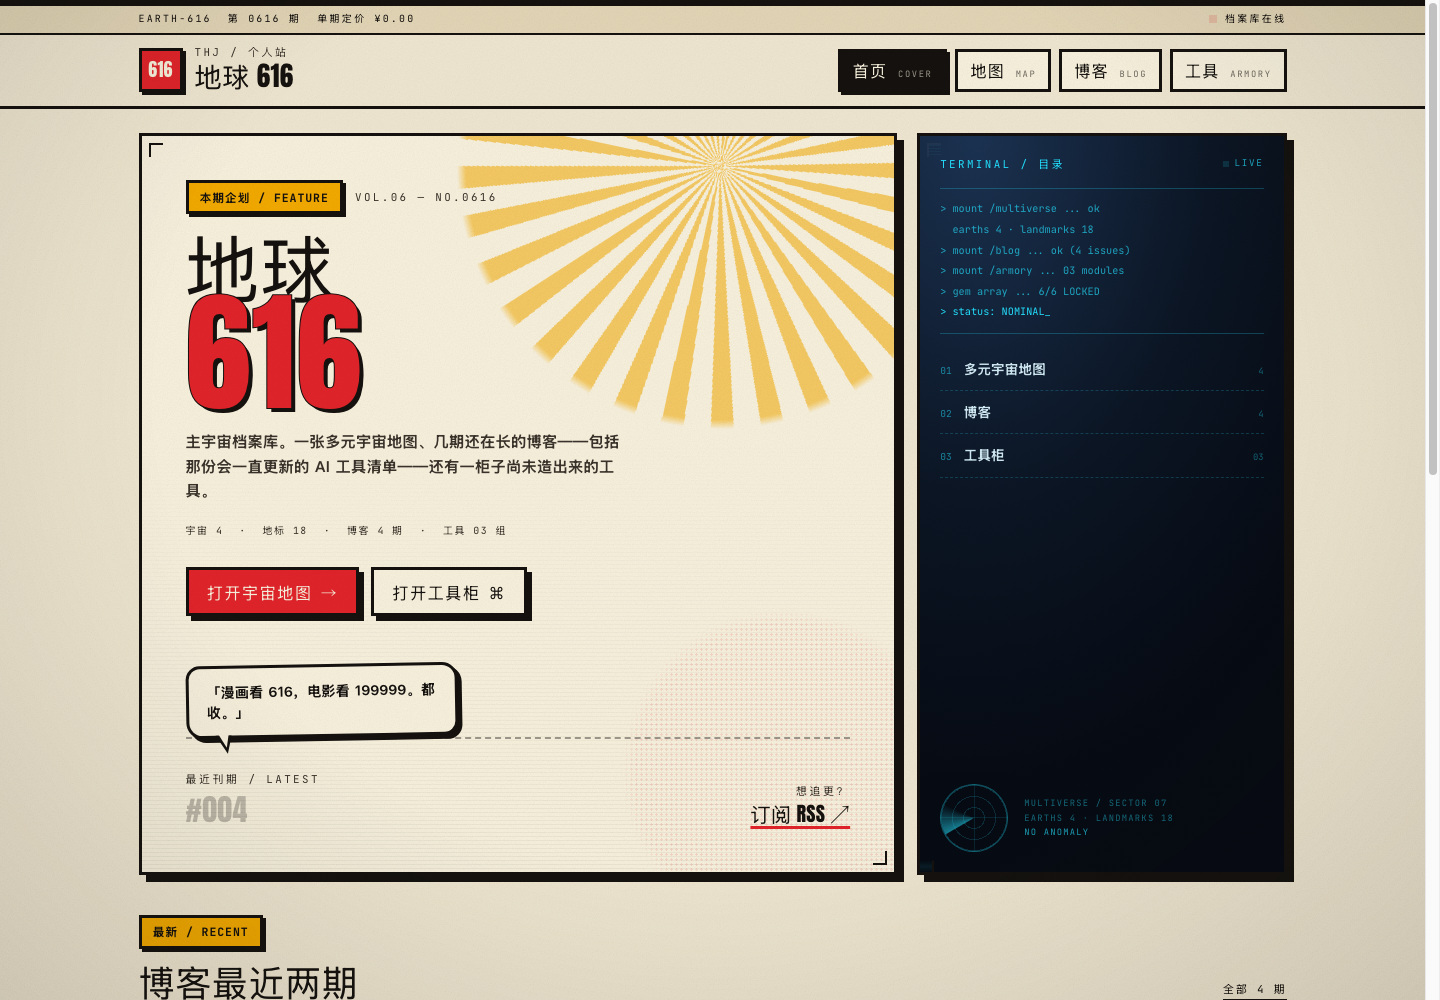 EARTH-616 第 0616 期 单期定价 ¥0.00
档案库在线
616
THJ / 个人站
地球 616
首页 COVER
地图 MAP
博客 BLOG
工具 ARMORY
本期企划 / FEATURE
VOL.06 — NO.0616
地球
616
主宇宙档案库。一张多元宇宙地图、几期还在长的博客——包括
那份会一直更新的 AI 工具清单——还有一柜子尚未造出来的工
具。
宇宙 4 · 地标 18 · 博客 4 期 · 工具 03 组
打开宇宙地图 →
打开工具柜 ⌘
「漫画看 616，电影看 199999。都
收。」
最近刊期 / LATEST
#004
想追更？
订阅 RSS ↗
TERMINAL / 目录
LIVE
> mount /multiverse ... ok
earths 4 · landmarks 18
> mount /blog ... ok (4 issues)
> mount /armory ... 03 modules
> gem array ... 6/6 LOCKED
> status: NOMINAL_
01 多元宇宙地图 4
02 博客 4
03 工具柜 03
MULTIVERSE / SECTOR 07
EARTHS 4 · LANDMARKS 18
NO ANOMALY
最新 / RECENT
博客最近两期
全部 4 期